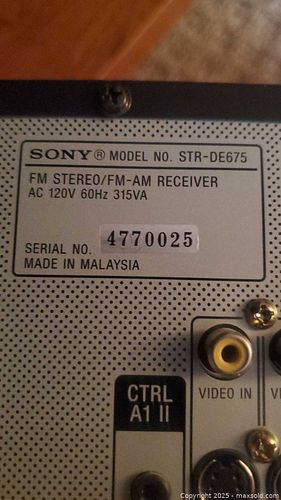 SONY® MODEL NO. STR-DE675
FM STEREO/FM-AM RECEIVER
AC 120V 60Hz 315VA
SERIAL NO. 4770025
MADE IN MALAYSIA
VIDEO IN
CTRL
A1 II
Copyright © 2025 - maxsold.com